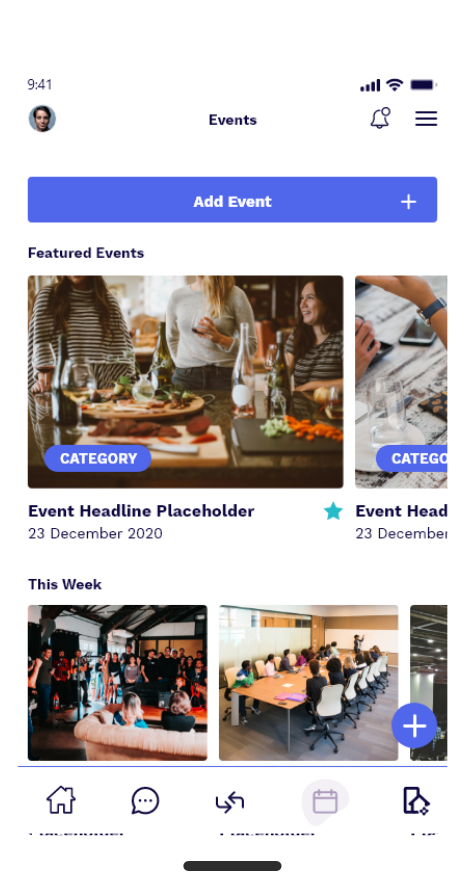 9:41
Events
Add Event
Featured Events
CATEGORY
CATEGO
Event Headline Placeholder
Event Head
23 December 2020
23 December
This Week